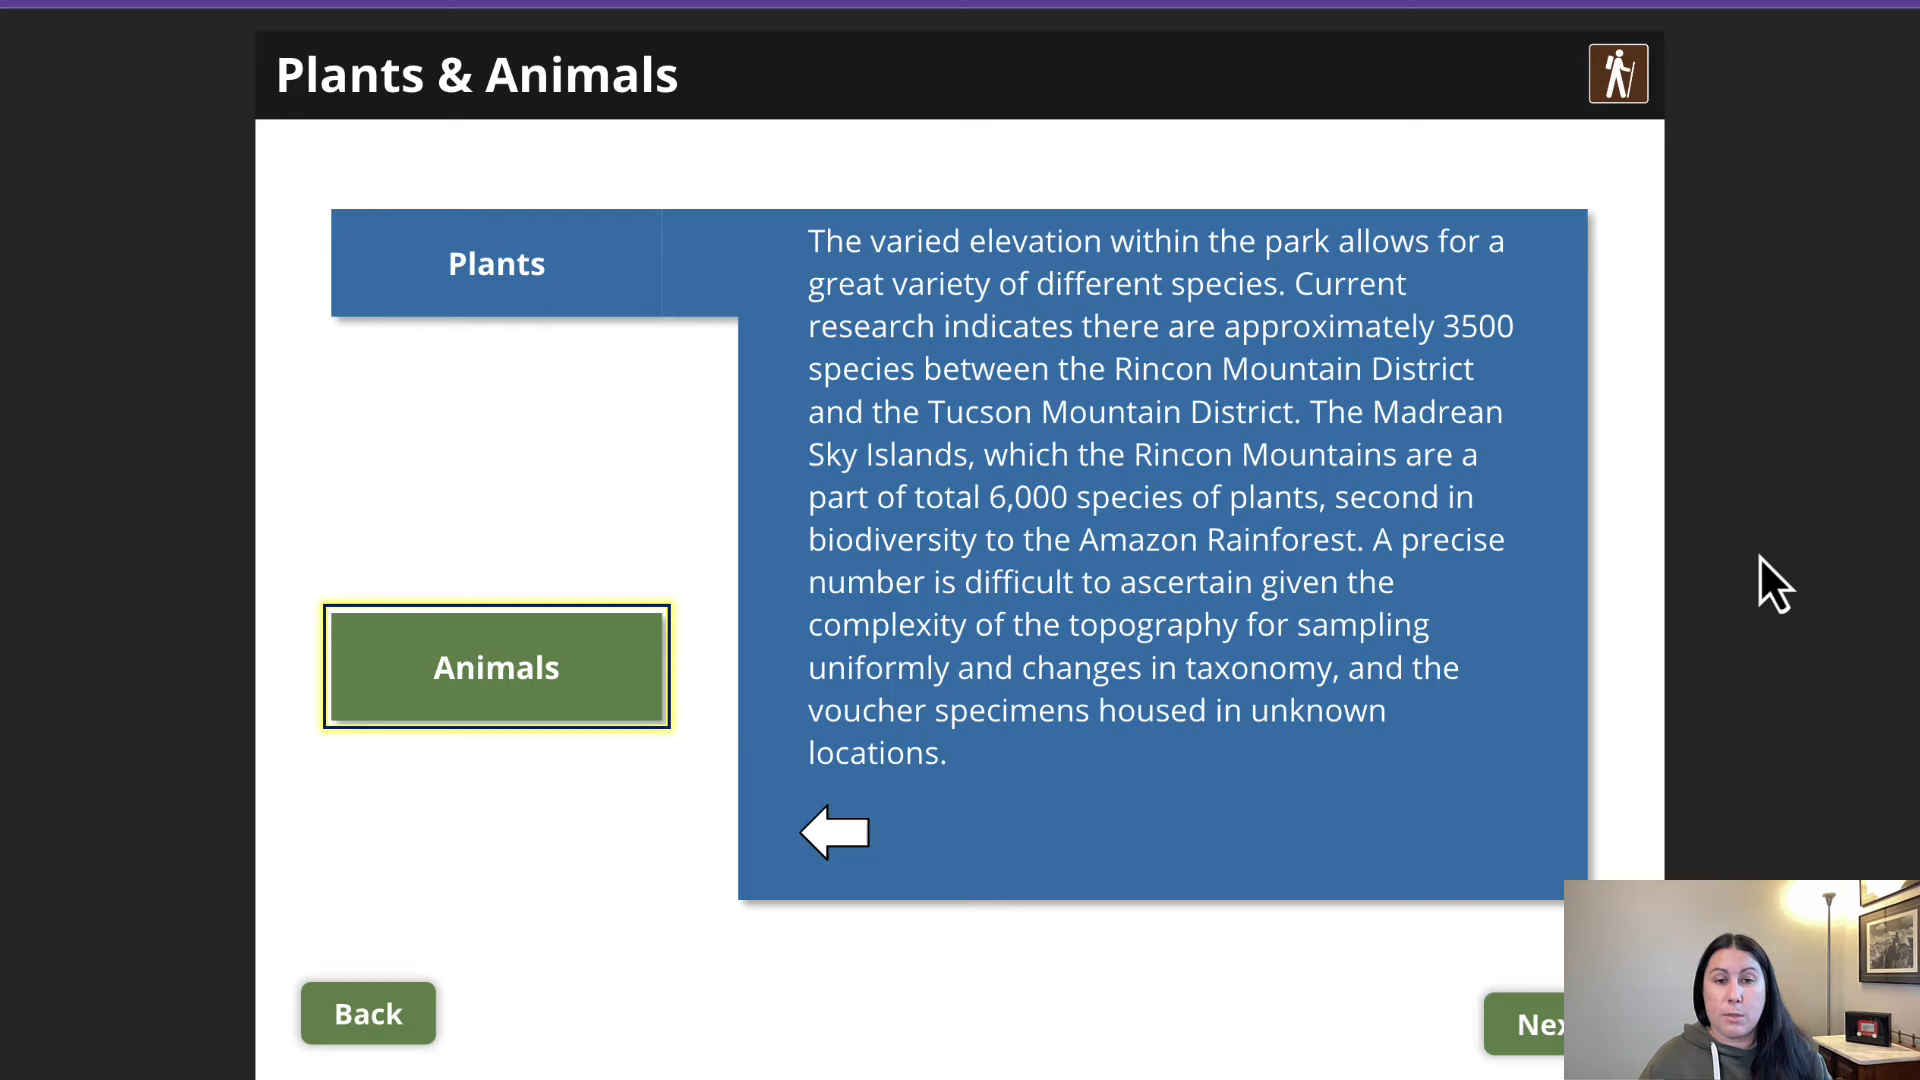 Plants & Animals
Plants
The varied elevation within the park allows for a
great variety of different species. Current
research indicates there are approximately 3500
species between the Rincon Mountain District
and the Tucson Mountain District. The Madrean
Sky Islands, which the Rincon Mountains are a
part of total 6,000 species of plants, second in
biodiversity to the Amazon Rainforest. A precise
number is difficult to ascertain given the
complexity of the topography for sampling
uniformly and changes in taxonomy, and the
voucher specimens housed in unknown
locations.
Animals
Back
Nex